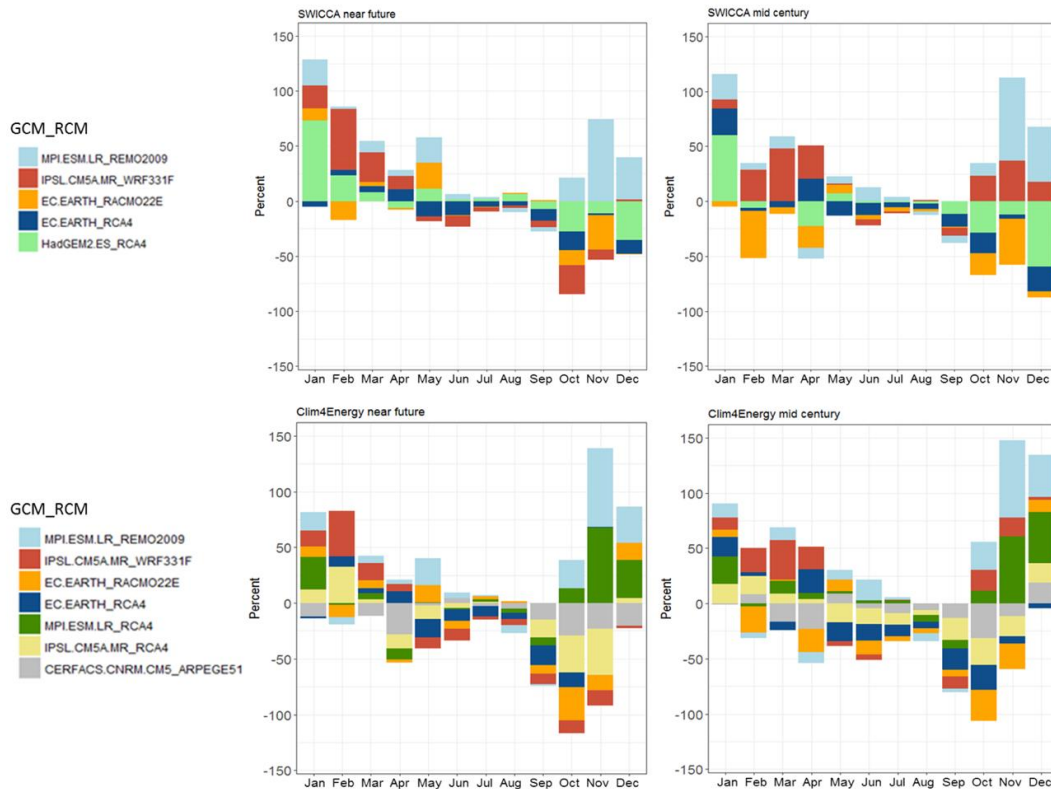 SWICCA near future
150
100
50
0
-50
-100
-150
Percent
Jan Feb Mar Apr May Jun Jul Aug Sep Oct Nov Dec
SWICCA mid century
150
100
50
0
-50
-100
-150
Percent
Jan Feb Mar Apr May Jun Jul Aug Sep Oct Nov Dec
GCM_RCM
MPI.ESM.LR_REMO2009
IPSL.CM5A.MR_WRF331F
EC.EARTH_RACMO22E
EC.EARTH_RCA4
HadGEM2.ES_RCA4
Clim4Energy near future
150
100
50
0
-50
-100
-150
Percent
Jan Feb Mar Apr May Jun Jul Aug Sep Oct Nov Dec
Clim4Energy mid century
150
100
50
0
-50
-100
-150
Percent
Jan Feb Mar Apr May Jun Jul Aug Sep Oct Nov Dec
GCM_RCM
MPI.ESM.LR_REMO2009
IPSL.CM5A.MR_WRF331F
EC.EARTH_RACMO22E
EC.EARTH_RCA4
MPI.ESM.LR_RCA4
IPSL.CM5A.MR_RCA4
CERFACS.CNRM.CM5_ARPEGE51